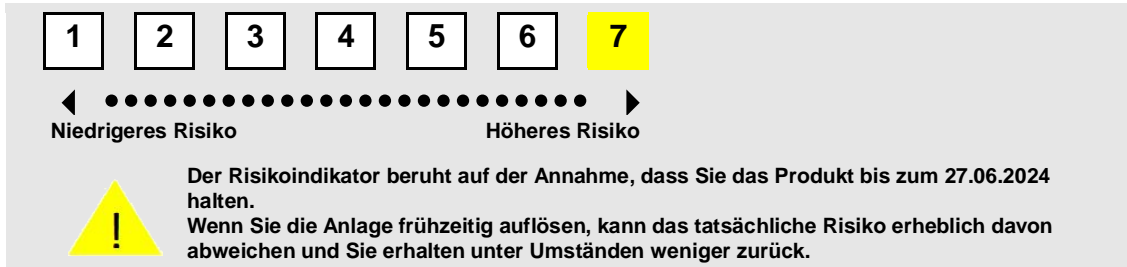 1 2 3 4 5 6 7
Niedrigeres Risiko Höheres Risiko
Der Risikoindikator beruht auf der Annahme, dass Sie das Produkt bis zum 27.06.2024
halten.
Wenn Sie die Anlage frühzeitig auflösen, kann das tatsächliche Risiko erheblich davon
abweichen und Sie erhalten unter Umständen weniger zurück.
!